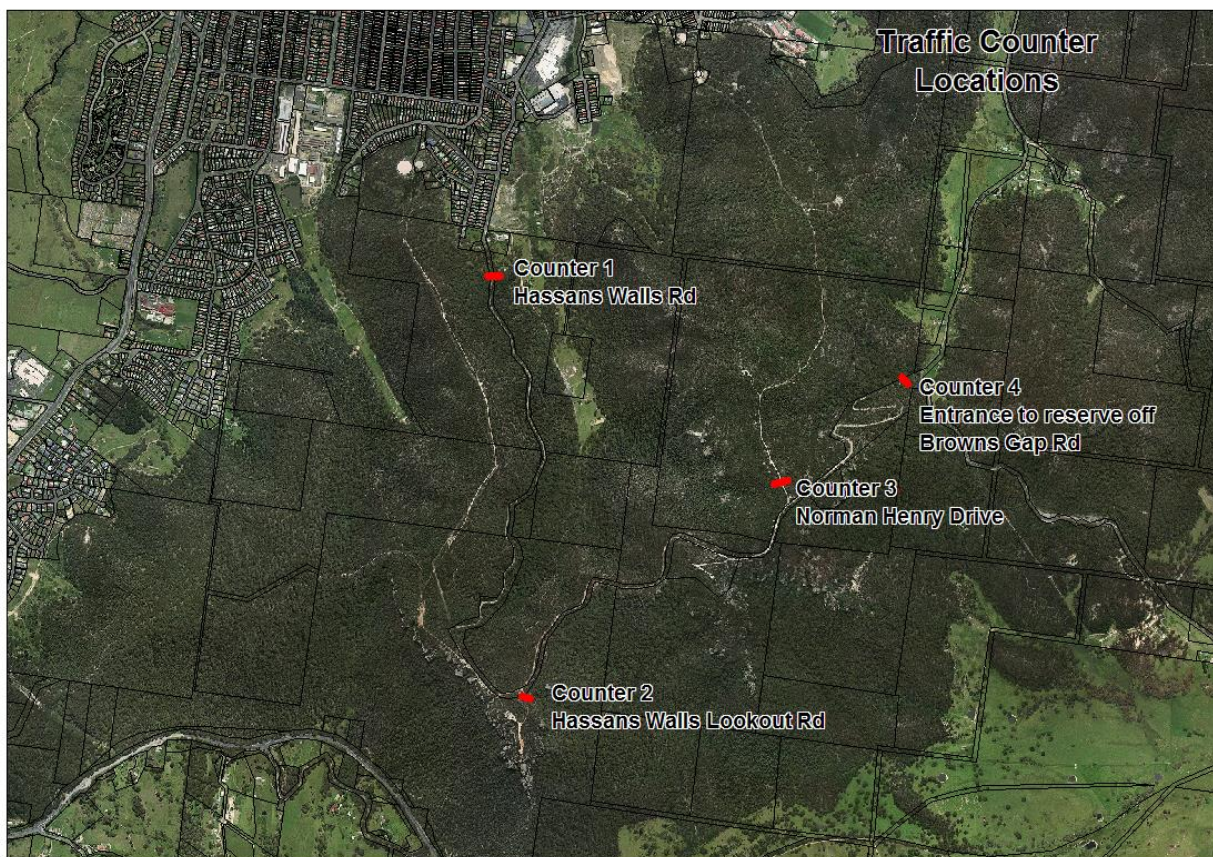 Traffic Counter
Locations
Counter 1
Hassans Walls Rd
Counter 4
Entrance to reserve off
Browns Gap Rd
Counter 3
Norman Henry Drive
Counter 2
Hassans Walls Lookout Rd